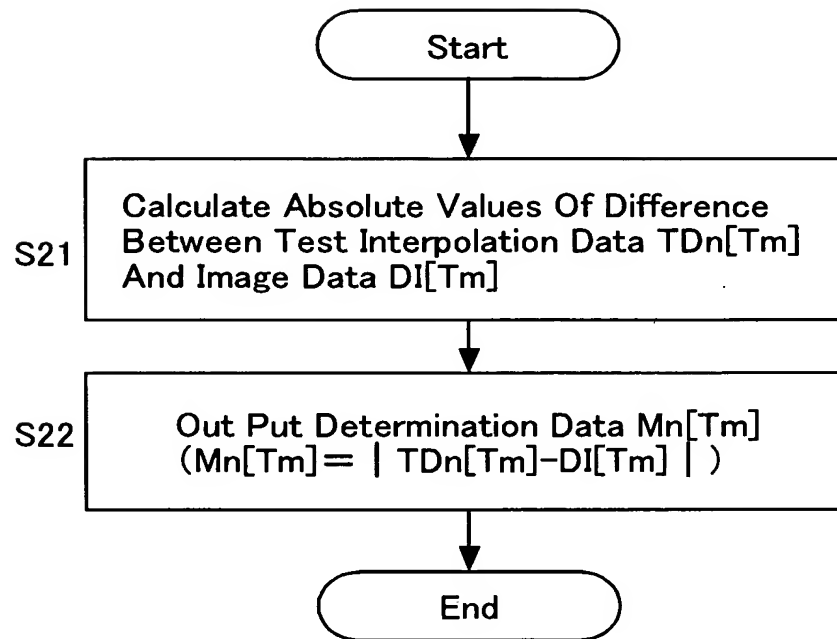 Start
S21
Calculate Absolute Values Of Difference
Between Test Interpolation Data TDn[Tm]
And Image Data DI[Tm]
S22
Out Put Determination Data Mn[Tm]
(Mn[Tm]=|TDn[Tm]-DI[Tm]|)
End